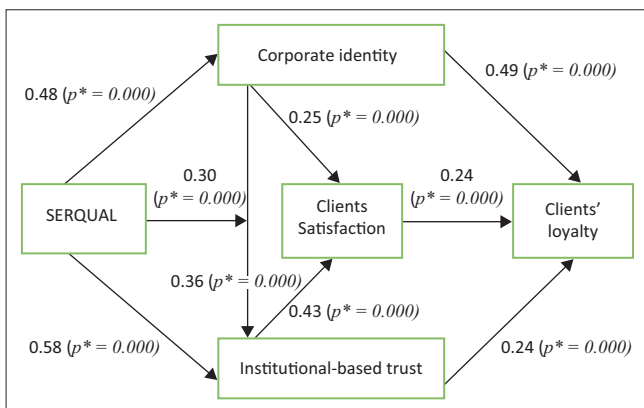 Corporate identity
0.48 (p* = 0.000)
0.49 (p* = 0.000)
0.25 (p* = 0.000)
0.30
(p* = 0.000)
0.24
(p* = 0.000)
SERQUAL
Clients
Satisfaction
Clients'
loyalty
0.36 (p* = 0.000)
0.43 (p* = 0.000)
0.58 (p* = 0.000)
0.24 (p* = 0.000)
Institutional-based trust